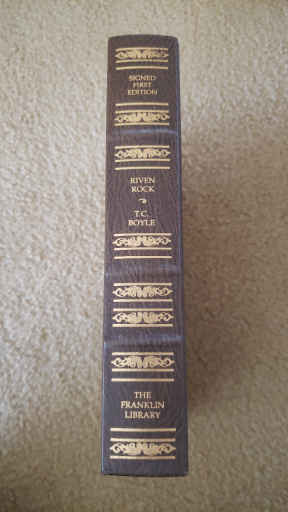 SIGNED
FIRST
EDITION
RIVEN
ROCK
T.C.
BOYLE
THE
FRANKLIN
LIBRARY